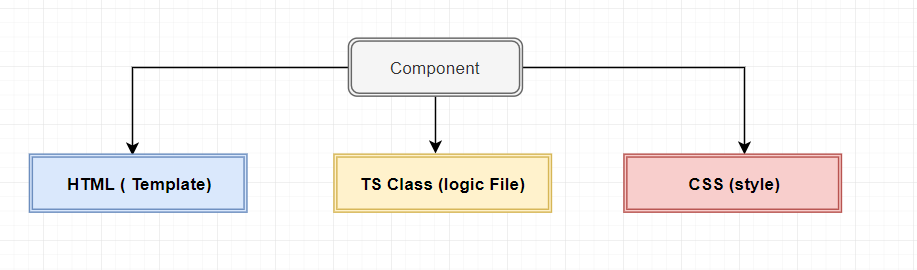 Component
HTML ( Template)
TS Class (logic File)
CSS (style)